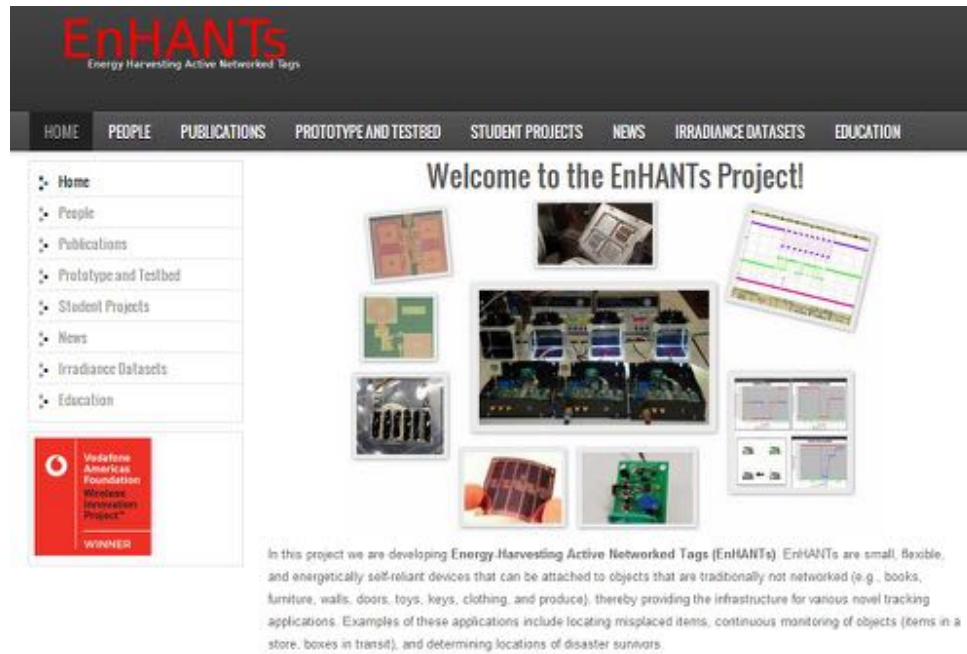 EnHANTs
Energy Harvesting Active Networked Tags
HOME PEOPLE PUBLICATIONS PROTOTYPE AND TESTBED STUDENT PROJECTS NEWS IRRADIANCE DATASETS EDUCATION
Home
People
Publications
Prototype and Testbed
Student Projects
News
Irradiance Datasets
Education
Vodafone
Americas
Foundation
Wireless
Innovation
Project™
WINNER
Welcome to the EnHANTs Project!
In this project we are developing Energy-Harvesting Active Networked Tags (EnHANTs). EnHANTs are small, flexible,
and energetically self-reliant devices that can be attached to objects that are traditionally not networked (e.g., books,
furniture, walls, doors, toys, keys, clothing, and produce), thereby providing the infrastructure for various novel tracking
applications. Examples of these applications include locating misplaced items, continuous monitoring of objects (items in a
store, boxes in transit), and determining locations of disaster survivors.